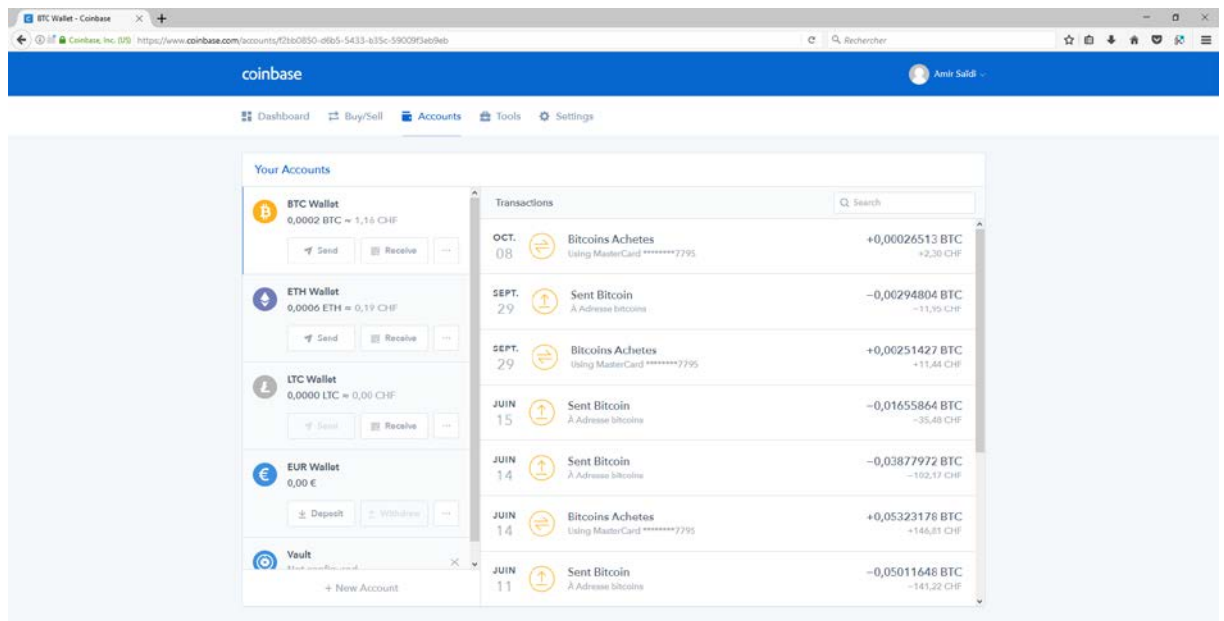 BTC Wallet - Coinbase
Coinbase, Inc. (US) https://www.coinbase.com/accounts/f2bb0850-d6b5-5433-b35c-59009f3eb9eb
Rechercher
coinbase
Amir Saïdi
Dashboard Buy/Sell Accounts Tools Settings
Your Accounts
BTC Wallet
0,0002 BTC ≈ 1,16 CHF
Send Receive ...
ETH Wallet
0,0006 ETH ≈ 0,19 CHF
Send Receive ...
LTC Wallet
0,0000 LTC ≈ 0,00 CHF
Send Receive ...
EUR Wallet
0,00 €
Deposit Withdraw ...
Vault
+ New Account
Transactions
Search
OCT. 08 Bitcoins Achetes +0,00026513 BTC
Using MasterCard ********7795 +2,30 CHF
SEPT. 29 Sent Bitcoin −0,00294804 BTC
À Adresse bitcoins −11,95 CHF
SEPT. 29 Bitcoins Achetes +0,00251427 BTC
Using MasterCard ********7795 +11,44 CHF
JUIN 15 Sent Bitcoin −0,01655864 BTC
À Adresse bitcoins −35,48 CHF
JUIN 14 Sent Bitcoin −0,03877972 BTC
À Adresse bitcoins −102,17 CHF
JUIN 14 Bitcoins Achetes +0,05323178 BTC
Using MasterCard ********7795 +146,81 CHF
JUIN 11 Sent Bitcoin −0,05011648 BTC
À Adresse bitcoins −141,22 CHF